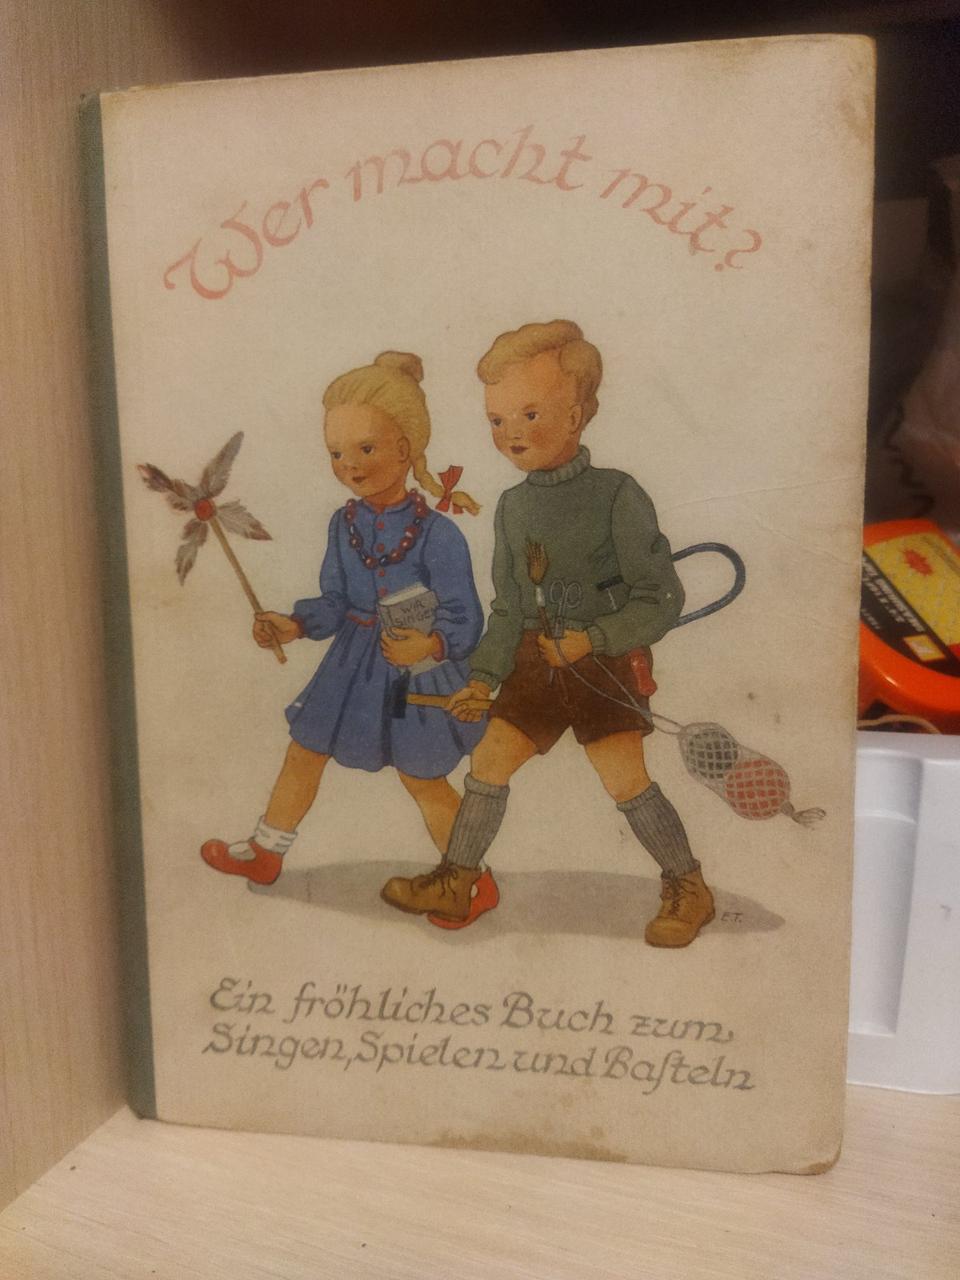 Wer macht mit?
WIR
SINGEN
E.T.
Ein fröhliches Buch zum
Singen, Spielen und Baſteln